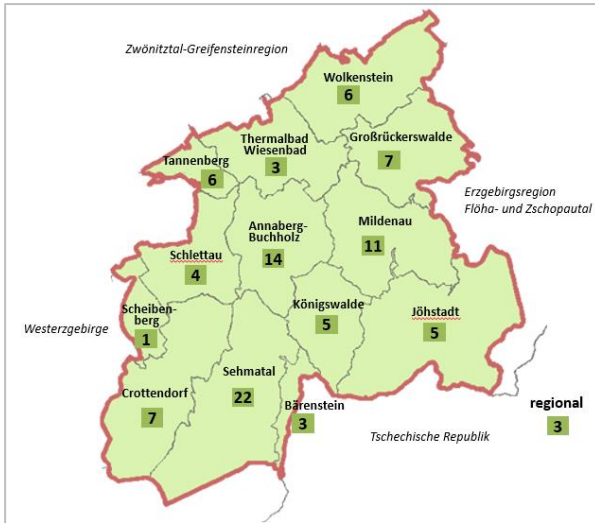 Zwönitztal-Greifensteinregion
Wolkenstein
6
Großrückerswalde
7
Thermalbad
Wiesenbad
3
Tannenberg
6
Erzgebirgsregion
Flöha- und Zschopautal
Annaberg-
Buchholz
14
Mildenau
11
Schlettau
4
Königswalde
5
Jöhstadt
5
Scheiben-
berg
1
Westerzgebirge
Sehmatal
22
Crottendorf
7
Bärenstein
3
Tschechische Republik
regional
3